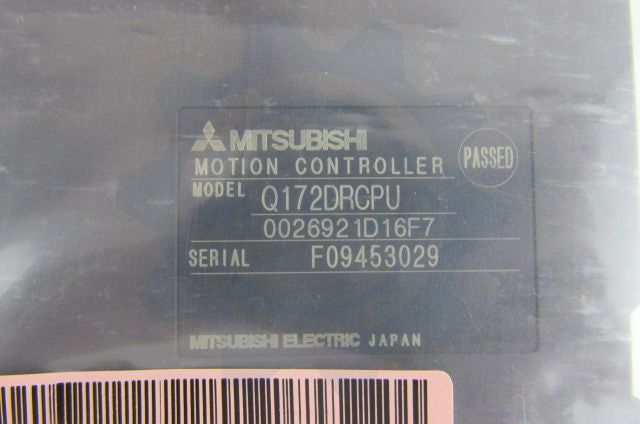 MITSUBISHI
MOTION CONTROLLER
PASSED
MODEL Q172DRCPU
0026921D16F7
SERIAL F09453029
MITSUBISHI ELECTRIC JAPAN